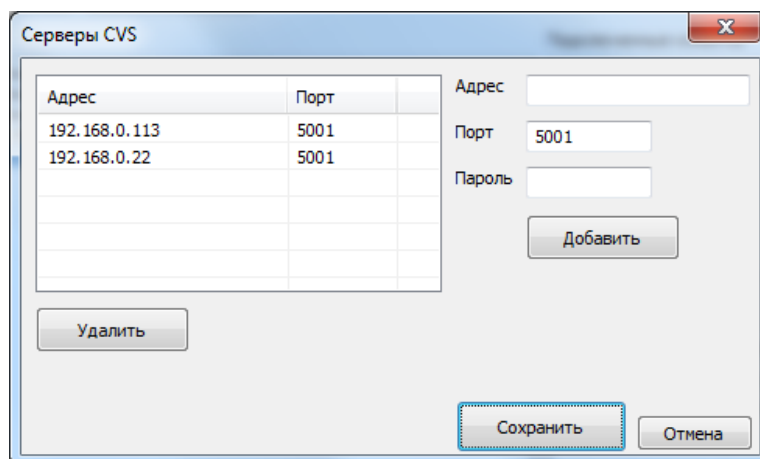 Серверы CVS
Адрес Порт
192.168.0.113 5001
192.168.0.22 5001
Адрес
Порт 5001
Пароль
Добавить
Удалить
Сохранить Отмена